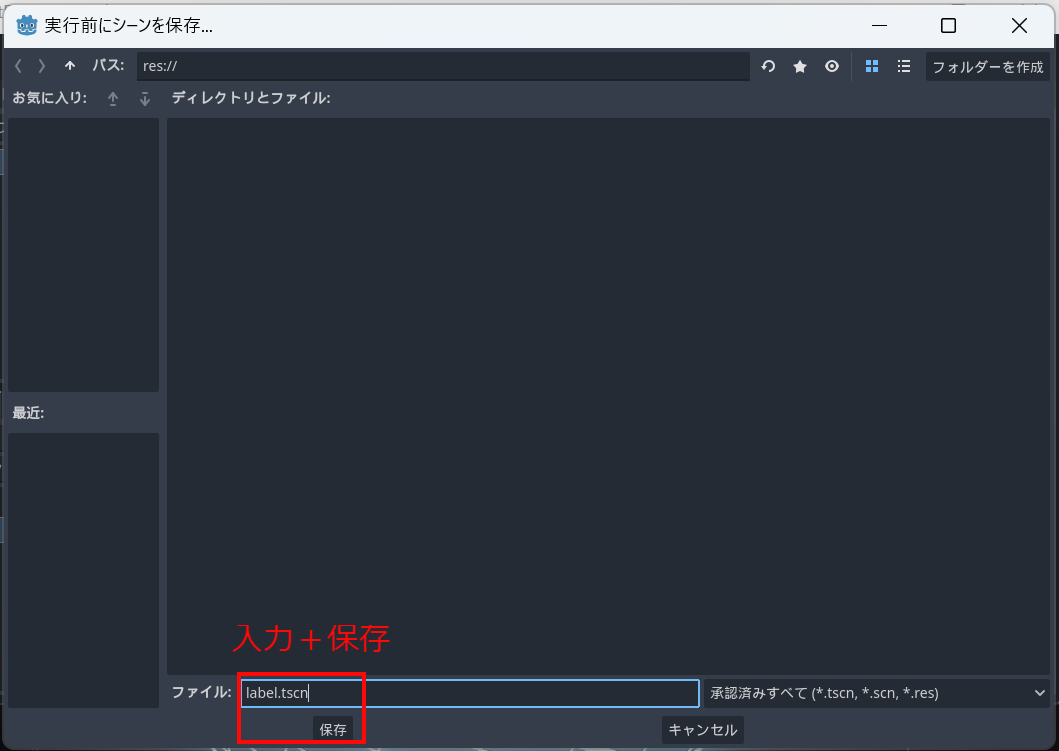 実行前にシーンを保存...
パス: res:// フォルダーを作成
お気に入り: ディレクトリとファイル:
最近:
入力＋保存
ファイル: label.tscn 承認済みすべて (*.tscn, *.scn, *.res)
保存 キャンセル